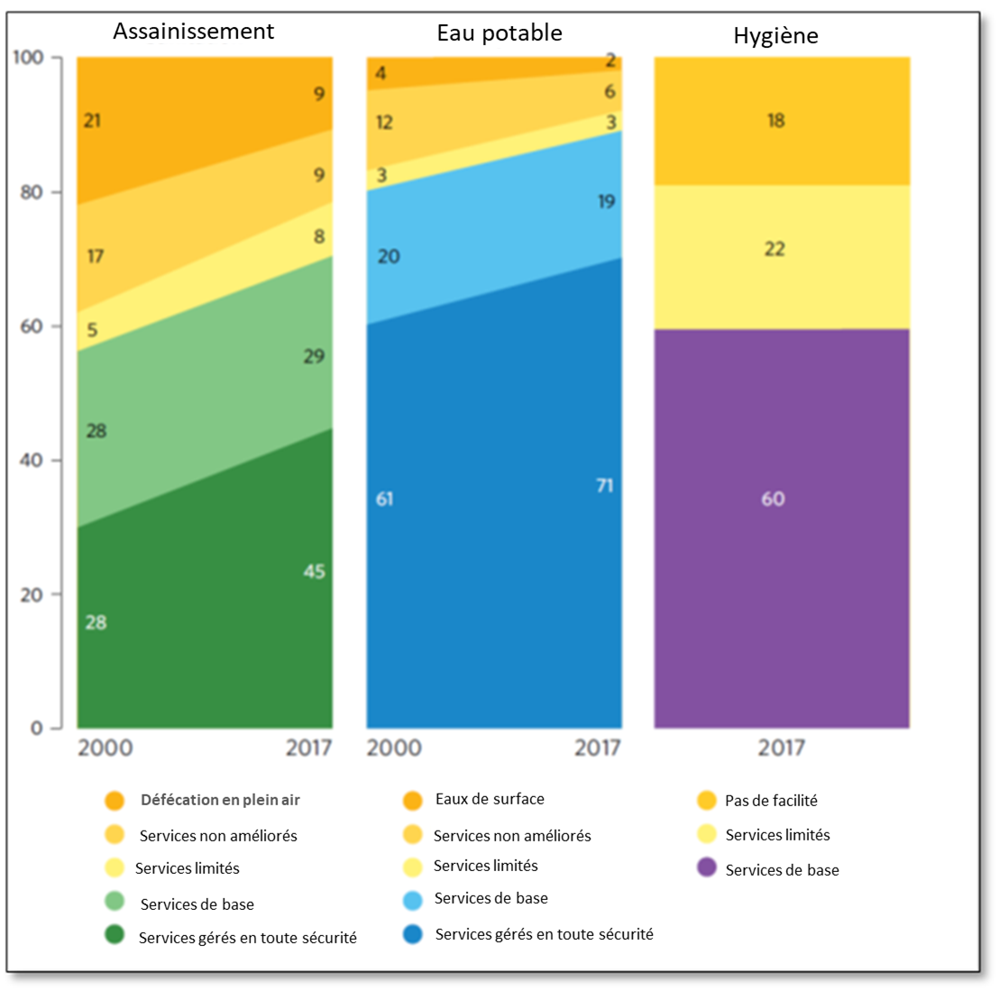 Assainissement Eau potable Hygiène
100
80
60
40
20
0
21
17
5
28
28
9
9
8
29
45
4
12
3
20
61
2
6
3
19
71
18
22
60
2000 2017 2000 2017 2017
Défécation en plein air
Services non améliorés
Services limités
Services de base
Services gérés en toute sécurité
Eaux de surface
Services non améliorés
Services limités
Services de base
Services gérés en toute sécurité
Pas de facilité
Services limités
Services de base